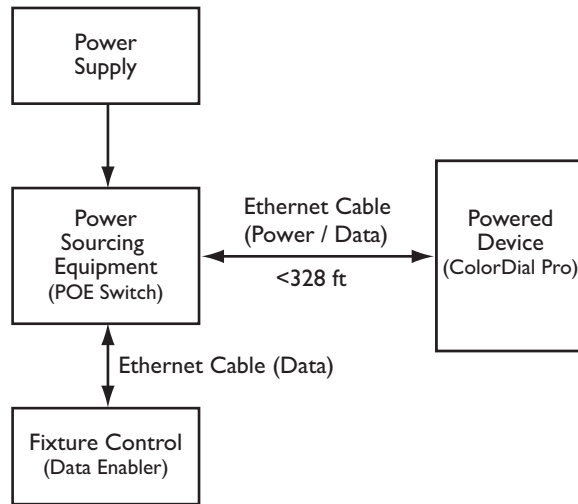 Power
Supply
Power
Sourcing
Equipment
(POE Switch)
Ethernet Cable
(Power / Data)
<328 ft
Powered
Device
(ColorDial Pro)
Ethernet Cable (Data)
Fixture Control
(Data Enabler)